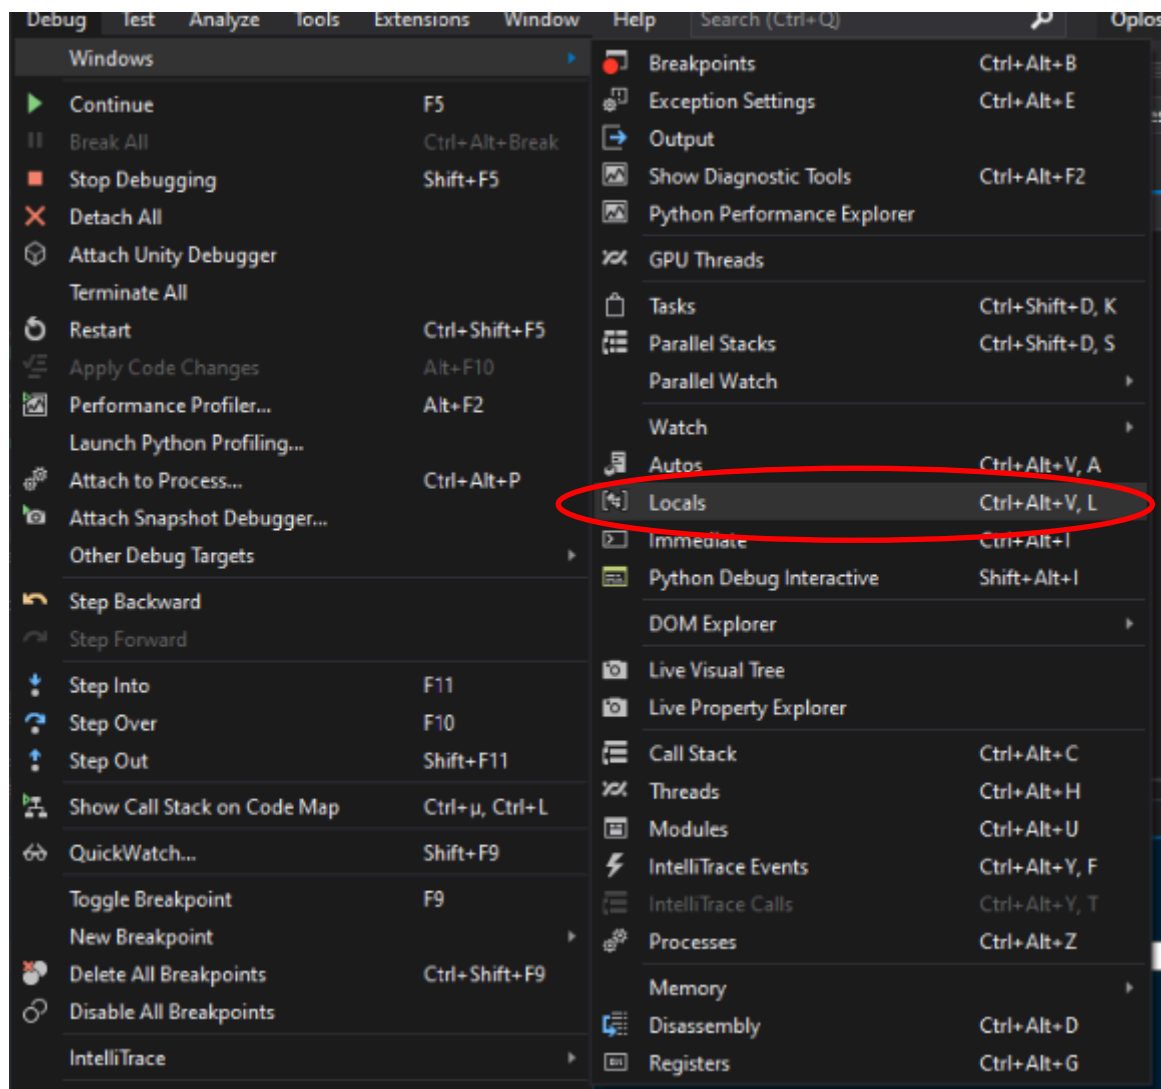 Debug Test Analyze Tools Extensions Window Help Search (Ctrl+Q) Oplos
Windows
Continue F5
Break All Ctrl+Alt+Break
Stop Debugging Shift+F5
Detach All
Attach Unity Debugger
Terminate All
Restart Ctrl+Shift+F5
Apply Code Changes Alt+F10
Performance Profiler... Alt+F2
Launch Python Profiling...
Attach to Process... Ctrl+Alt+P
Attach Snapshot Debugger...
Other Debug Targets
Step Backward
Step Forward
Step Into F11
Step Over F10
Step Out Shift+F11
Show Call Stack on Code Map Ctrl+µ, Ctrl+L
QuickWatch... Shift+F9
Toggle Breakpoint F9
New Breakpoint
Delete All Breakpoints Ctrl+Shift+F9
Disable All Breakpoints
IntelliTrace
Breakpoints Ctrl+Alt+B
Exception Settings Ctrl+Alt+E
Output
Show Diagnostic Tools Ctrl+Alt+F2
Python Performance Explorer
GPU Threads
Tasks Ctrl+Shift+D, K
Parallel Stacks Ctrl+Shift+D, S
Parallel Watch
Watch
Autos Ctrl+Alt+V, A
Locals Ctrl+Alt+V, L
Immediate Ctrl+Alt+I
Python Debug Interactive Shift+Alt+I
DOM Explorer
Live Visual Tree
Live Property Explorer
Call Stack Ctrl+Alt+C
Threads Ctrl+Alt+H
Modules Ctrl+Alt+U
IntelliTrace Events Ctrl+Alt+Y, F
IntelliTrace Calls Ctrl+Alt+Y, T
Processes Ctrl+Alt+Z
Memory
Disassembly Ctrl+Alt+D
Registers Ctrl+Alt+G